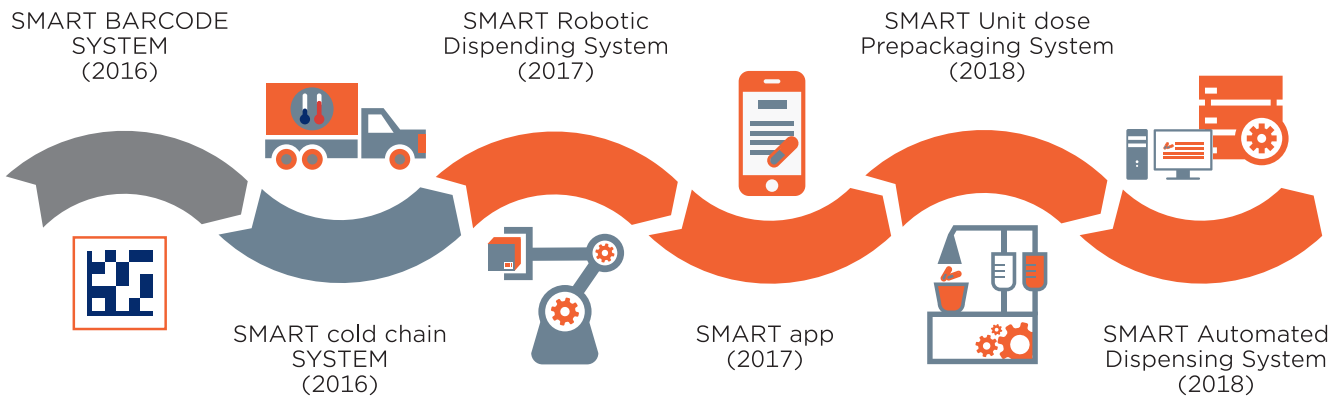 SMART BARCODE
SYSTEM
(2016)
SMART cold chain
SYSTEM
(2016)
SMART Robotic
Dispending System
(2017)
SMART app
(2017)
SMART Unit dose
Prepackaging System
(2018)
SMART Automated
Dispensing System
(2018)